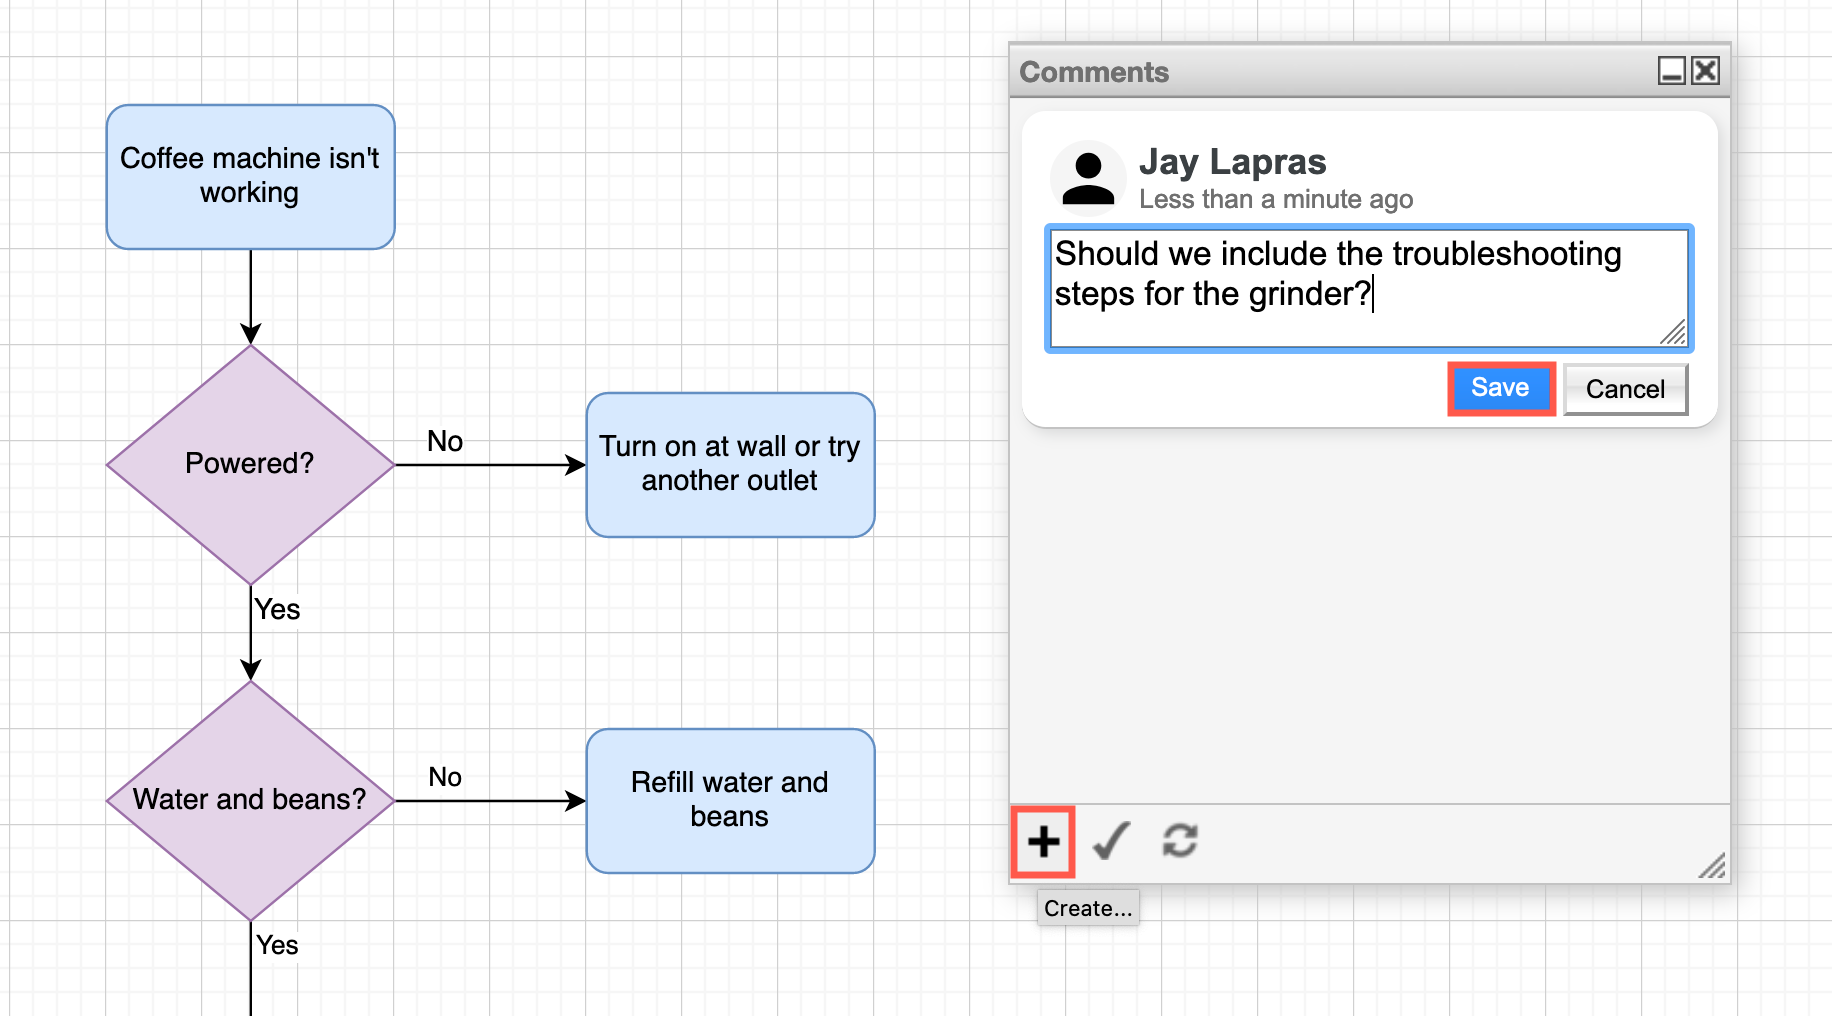 Coffee machine isn't
working
Powered?
No
Turn on at wall or try
another outlet
Yes
Water and beans?
No
Refill water and
beans
Yes
Comments
Jay Lapras
Less than a minute ago
Should we include the troubleshooting
steps for the grinder?
Save
Cancel
Create...